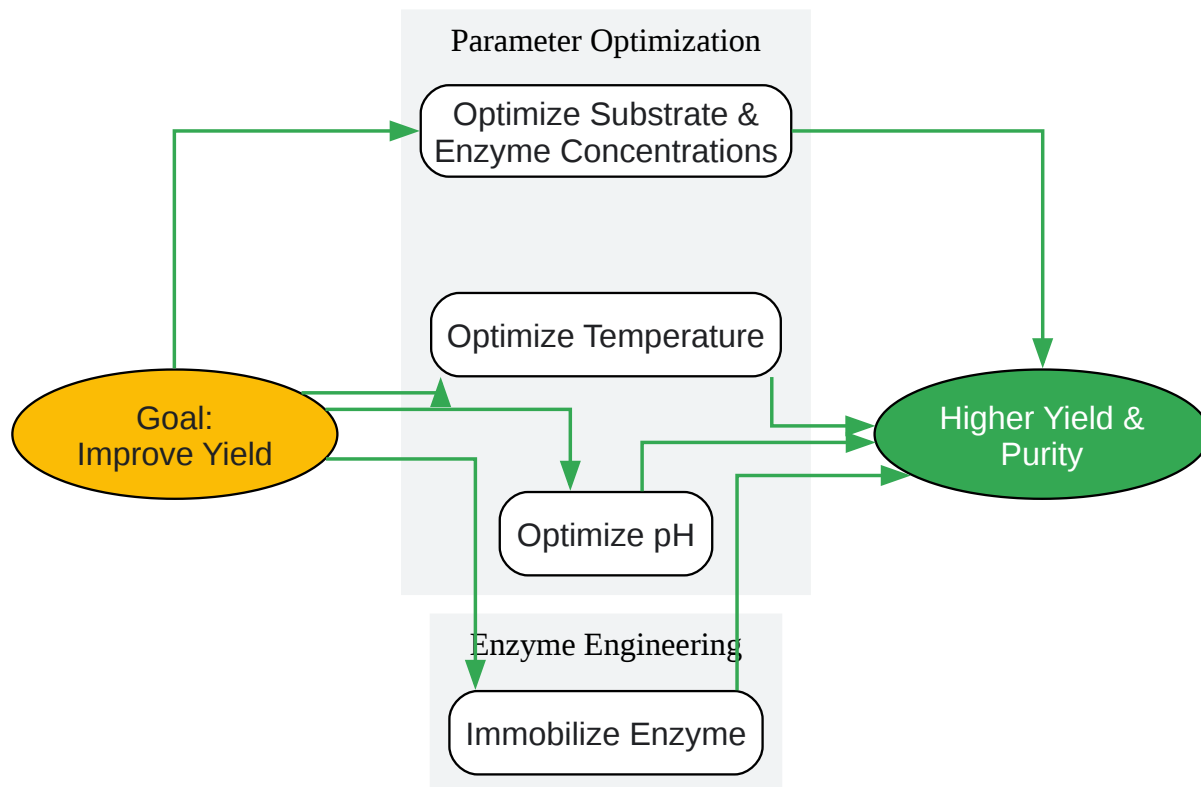 Parameter Optimization
Optimize Substrate &
Enzyme Concentrations
Optimize Temperature
Goal:
Improve Yield
Higher Yield &
Purity
Optimize pH
Enzyme Engineering
Immobilize Enzyme